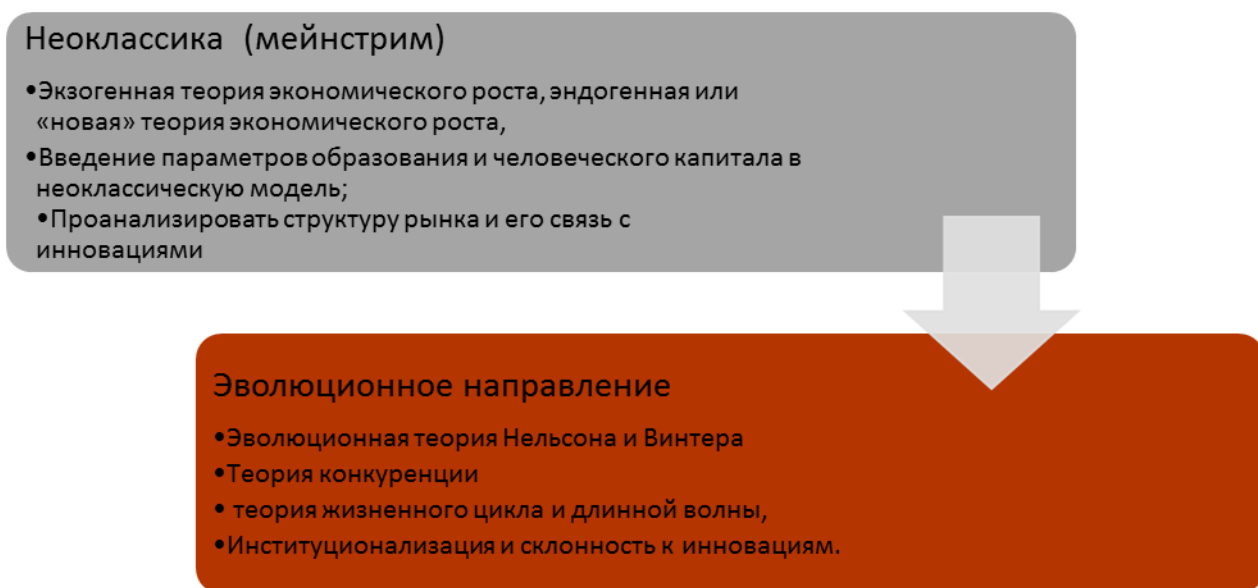 Неоклассика (мейнстрим)
•Экзогенная теория экономического роста, эндогенная или
«новая» теория экономического роста,
•Введение параметров образования и человеческого капитала в
неоклассическую модель;
•Проанализировать структуру рынка и его связь с
инновациями
Эволюционное направление
•Эволюционная теория Нельсона и Винтера
•Теория конкуренции
• теория жизненного цикла и длинной волны,
•Институционализация и склонность к инновациям.